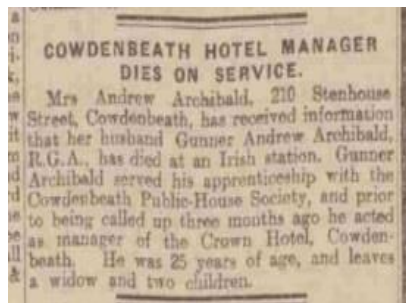 COWDENBEATH HOTEL MANAGER
DIES ON SERVICE.
Mrs Andrew Archibald, 210 Stenhouse
Street, Cowdenbeath, has received information
that her husband Gunner Andrew Archibald,
R.G.A., has died at an Irish station. Gunner
Archibald served his apprenticeship with the
Cowdenbeath Public-House Society, and prior
to being called up three months ago he acted
as manager of the Crown Hotel, Cowden-
beath. He was 25 years of age, and leaves
a widow and two children.